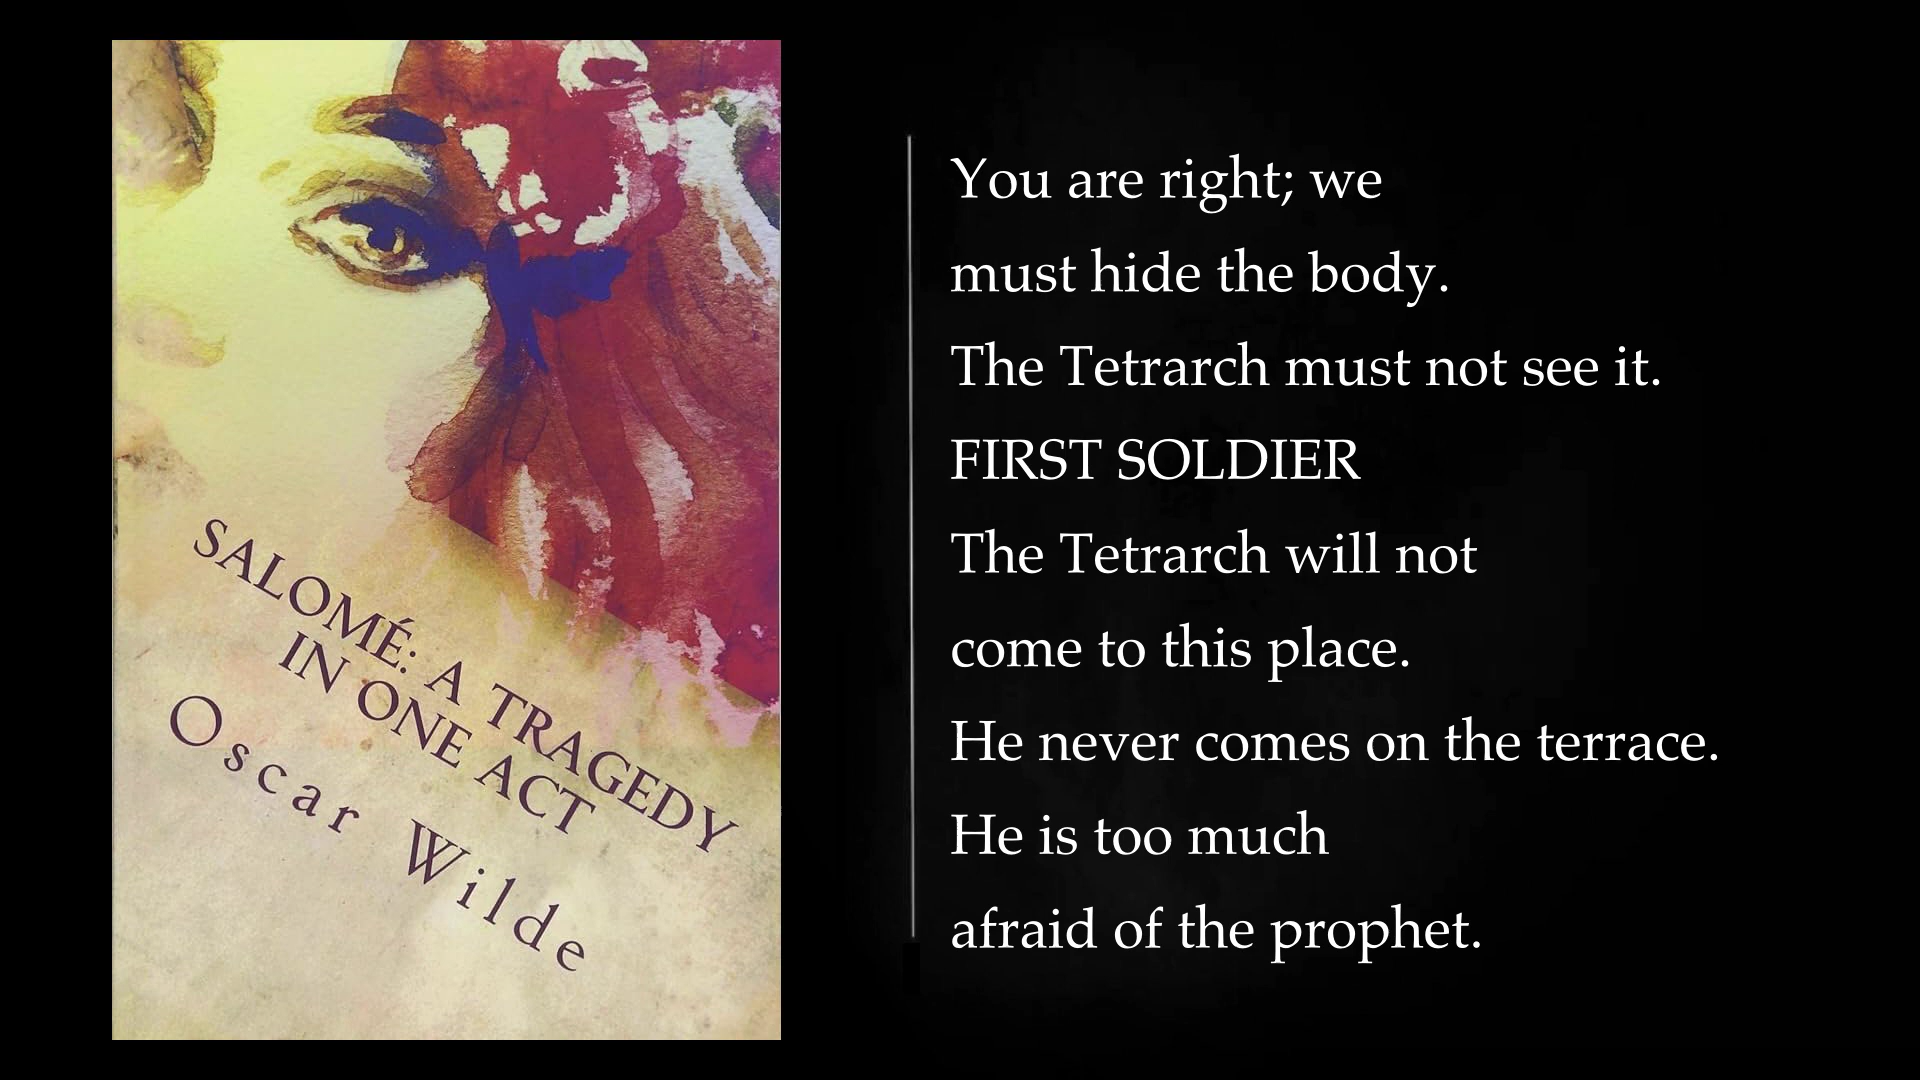 SALOMÉ: A TRAGEDY
IN ONE ACT
Oscar Wilde
You are right; we
must hide the body.
The Tetrarch must not see it.
FIRST SOLDIER
The Tetrarch will not
come to this place.
He never comes on the terrace.
He is too much
afraid of the prophet.